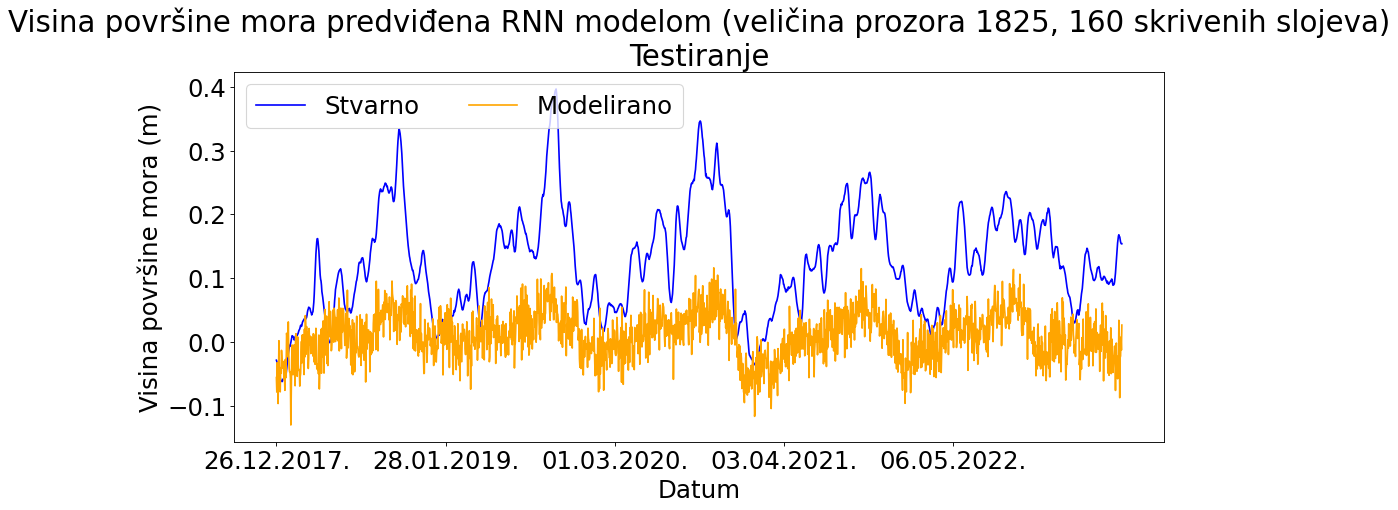 Visina površine mora predviđena RNN modelom (veličina prozora 1825, 160 skrivenih slojeva)
Testiranje
Stvarno Modelirano
Visina površine mora (m)
0.4
0.3
0.2
0.1
0.0
−0.1
26.12.2017. 28.01.2019. 01.03.2020. 03.04.2021. 06.05.2022.
Datum